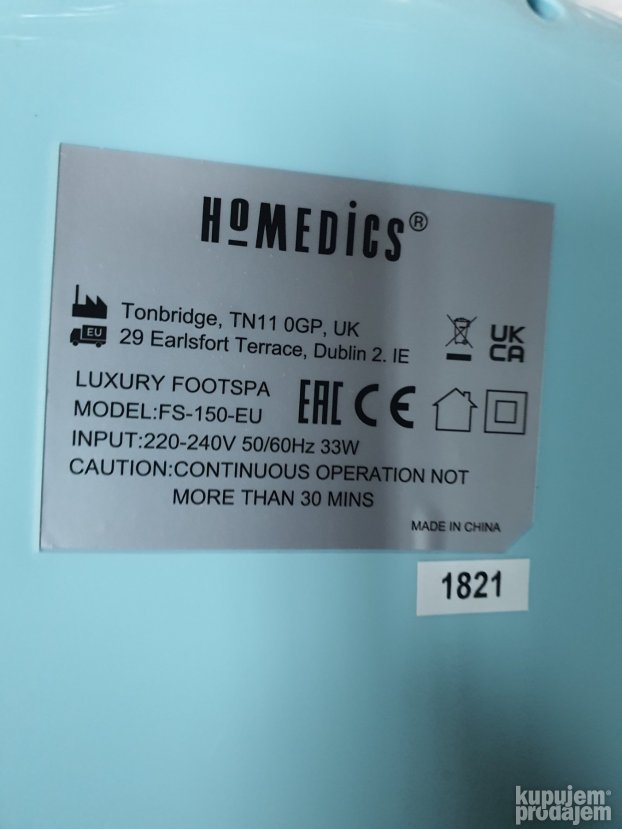 HoMEDiCS®
Tonbridge, TN11 0GP, UK
EU 29 Earlsfort Terrace, Dublin 2. IE
UK
CA
LUXURY FOOTSPA
MODEL:FS-150-EU
EAC CE
INPUT:220-240V 50/60Hz 33W
CAUTION:CONTINUOUS OPERATION NOT
MORE THAN 30 MINS
MADE IN CHINA
1821
kupujem
prodajem